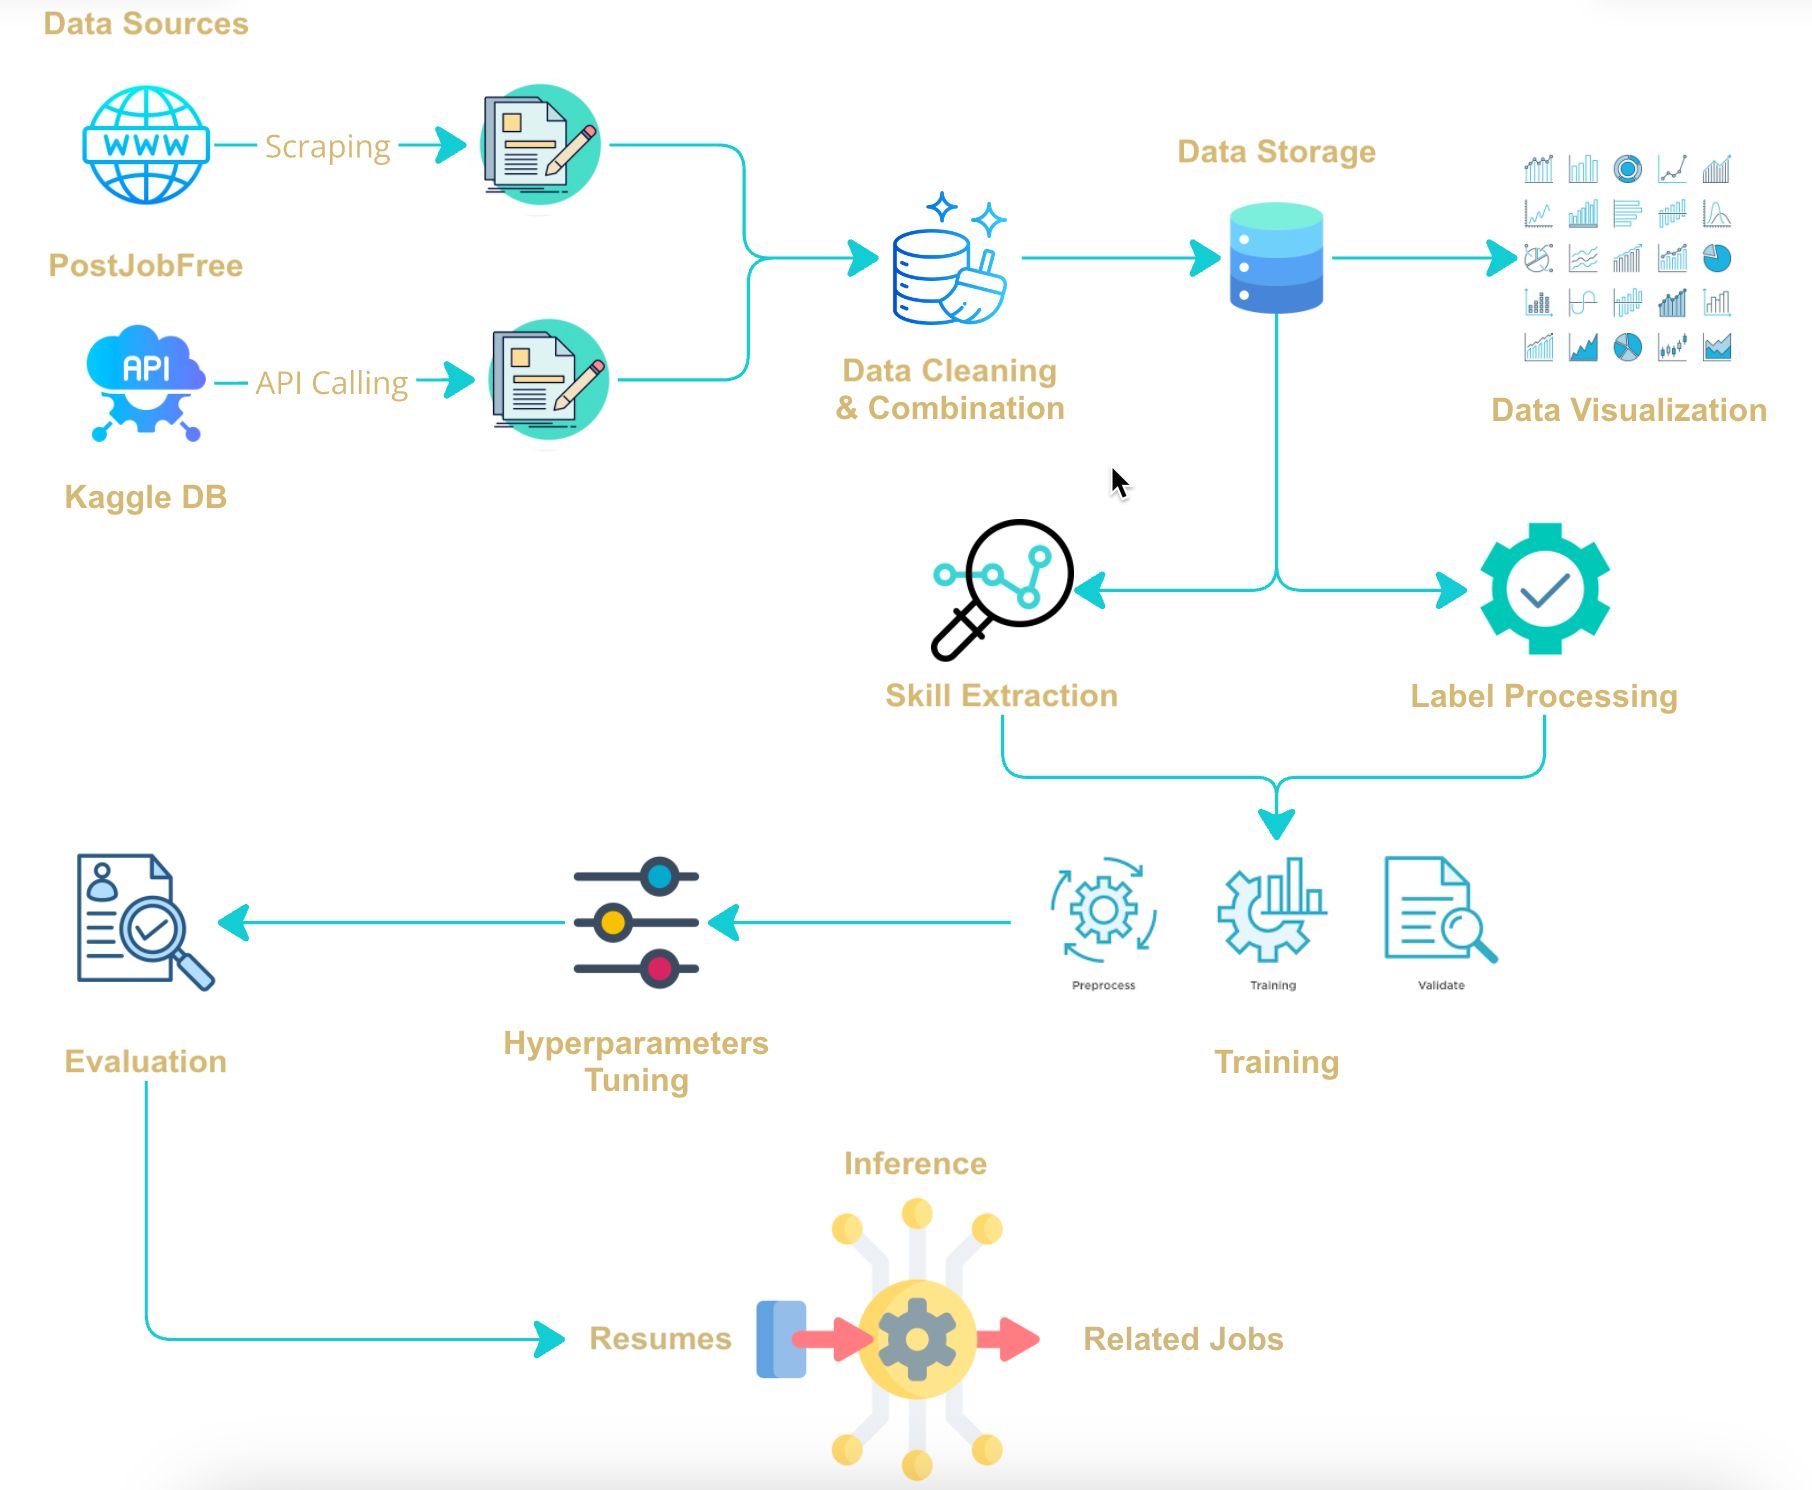 Data Sources
WWW
Scraping
PostJobFree
API
API Calling
Kaggle DB
Data Cleaning
& Combination
Data Storage
Data Visualization
Skill Extraction
Label Processing
Preprocess
Training
Validate
Training
Hyperparameters
Tuning
Evaluation
Inference
Resumes
Related Jobs